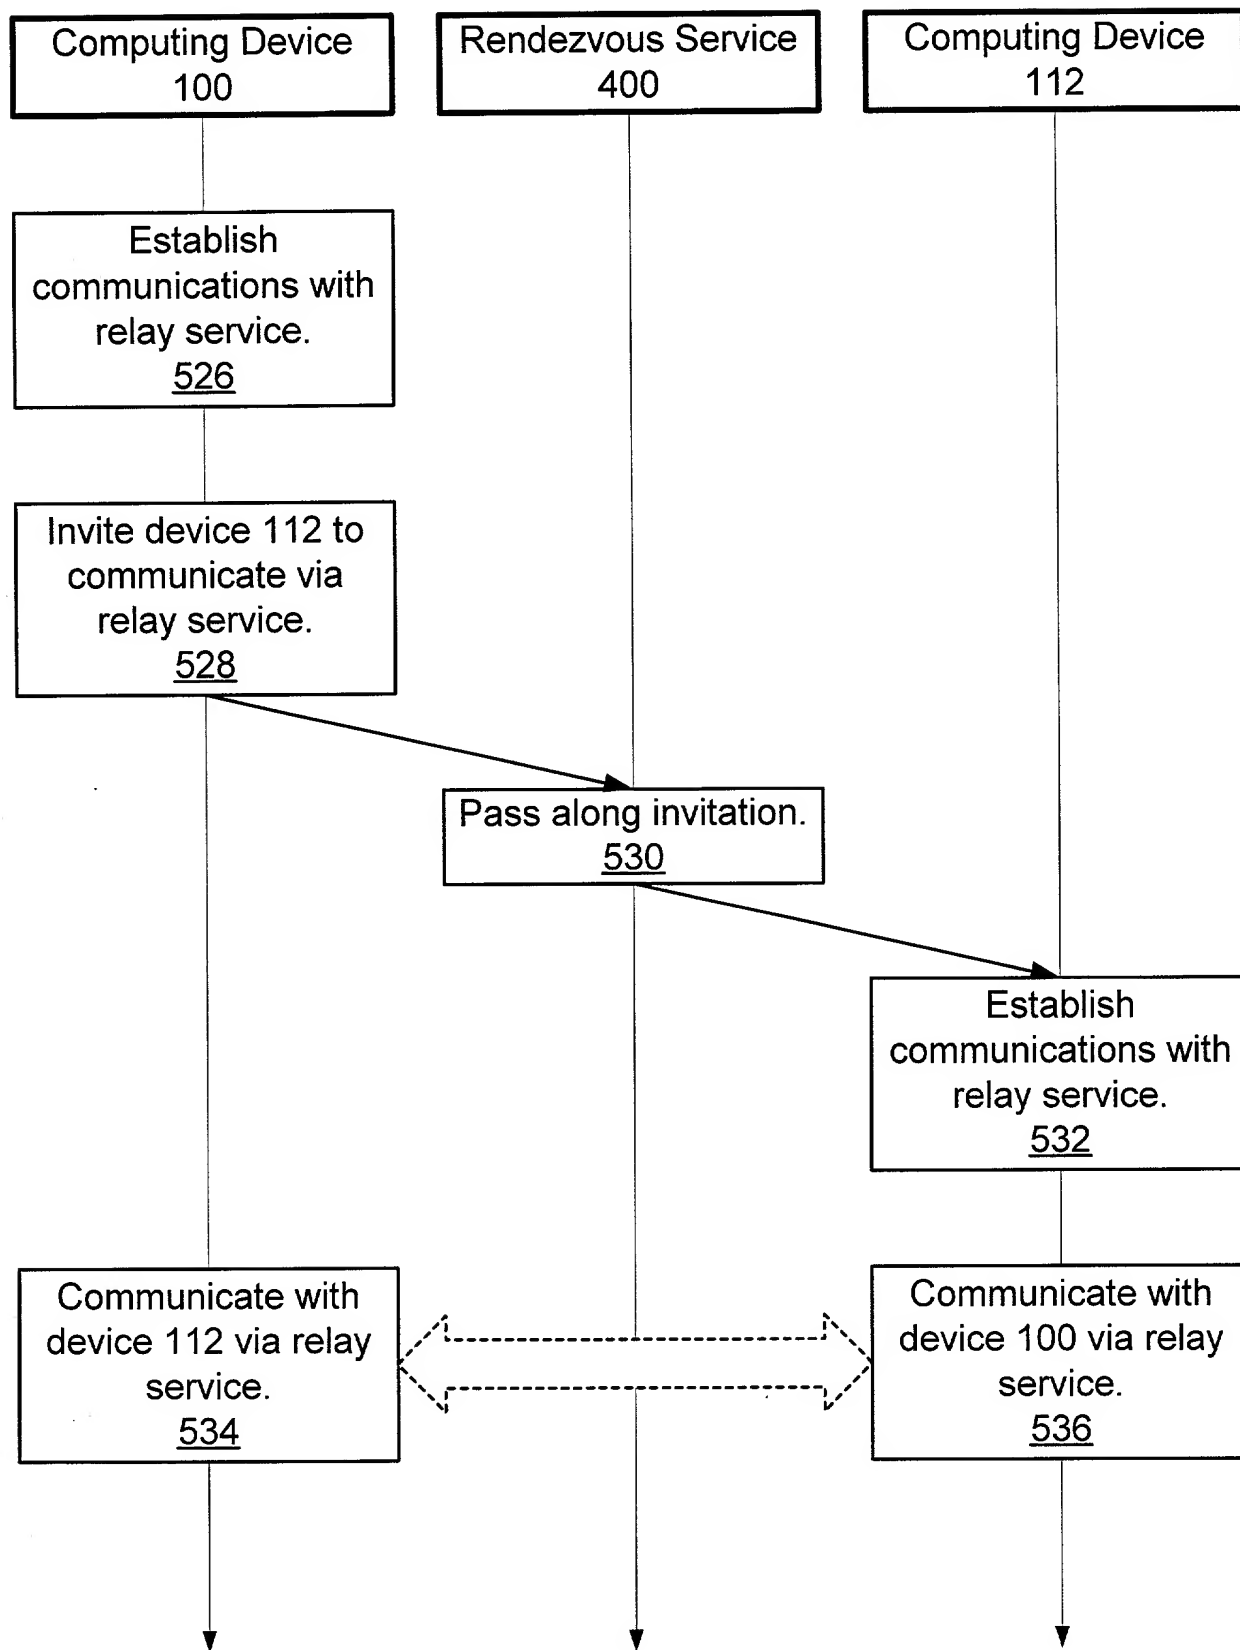 Computing Device
100
Rendezvous Service
400
Computing Device
112
Establish
communications with
relay service.
526
Invite device 112 to
communicate via
relay service.
528
Pass along invitation.
530
Establish
communications with
relay service.
532
Communicate with
device 112 via relay
service.
534
Communicate with
device 100 via relay
service.
536